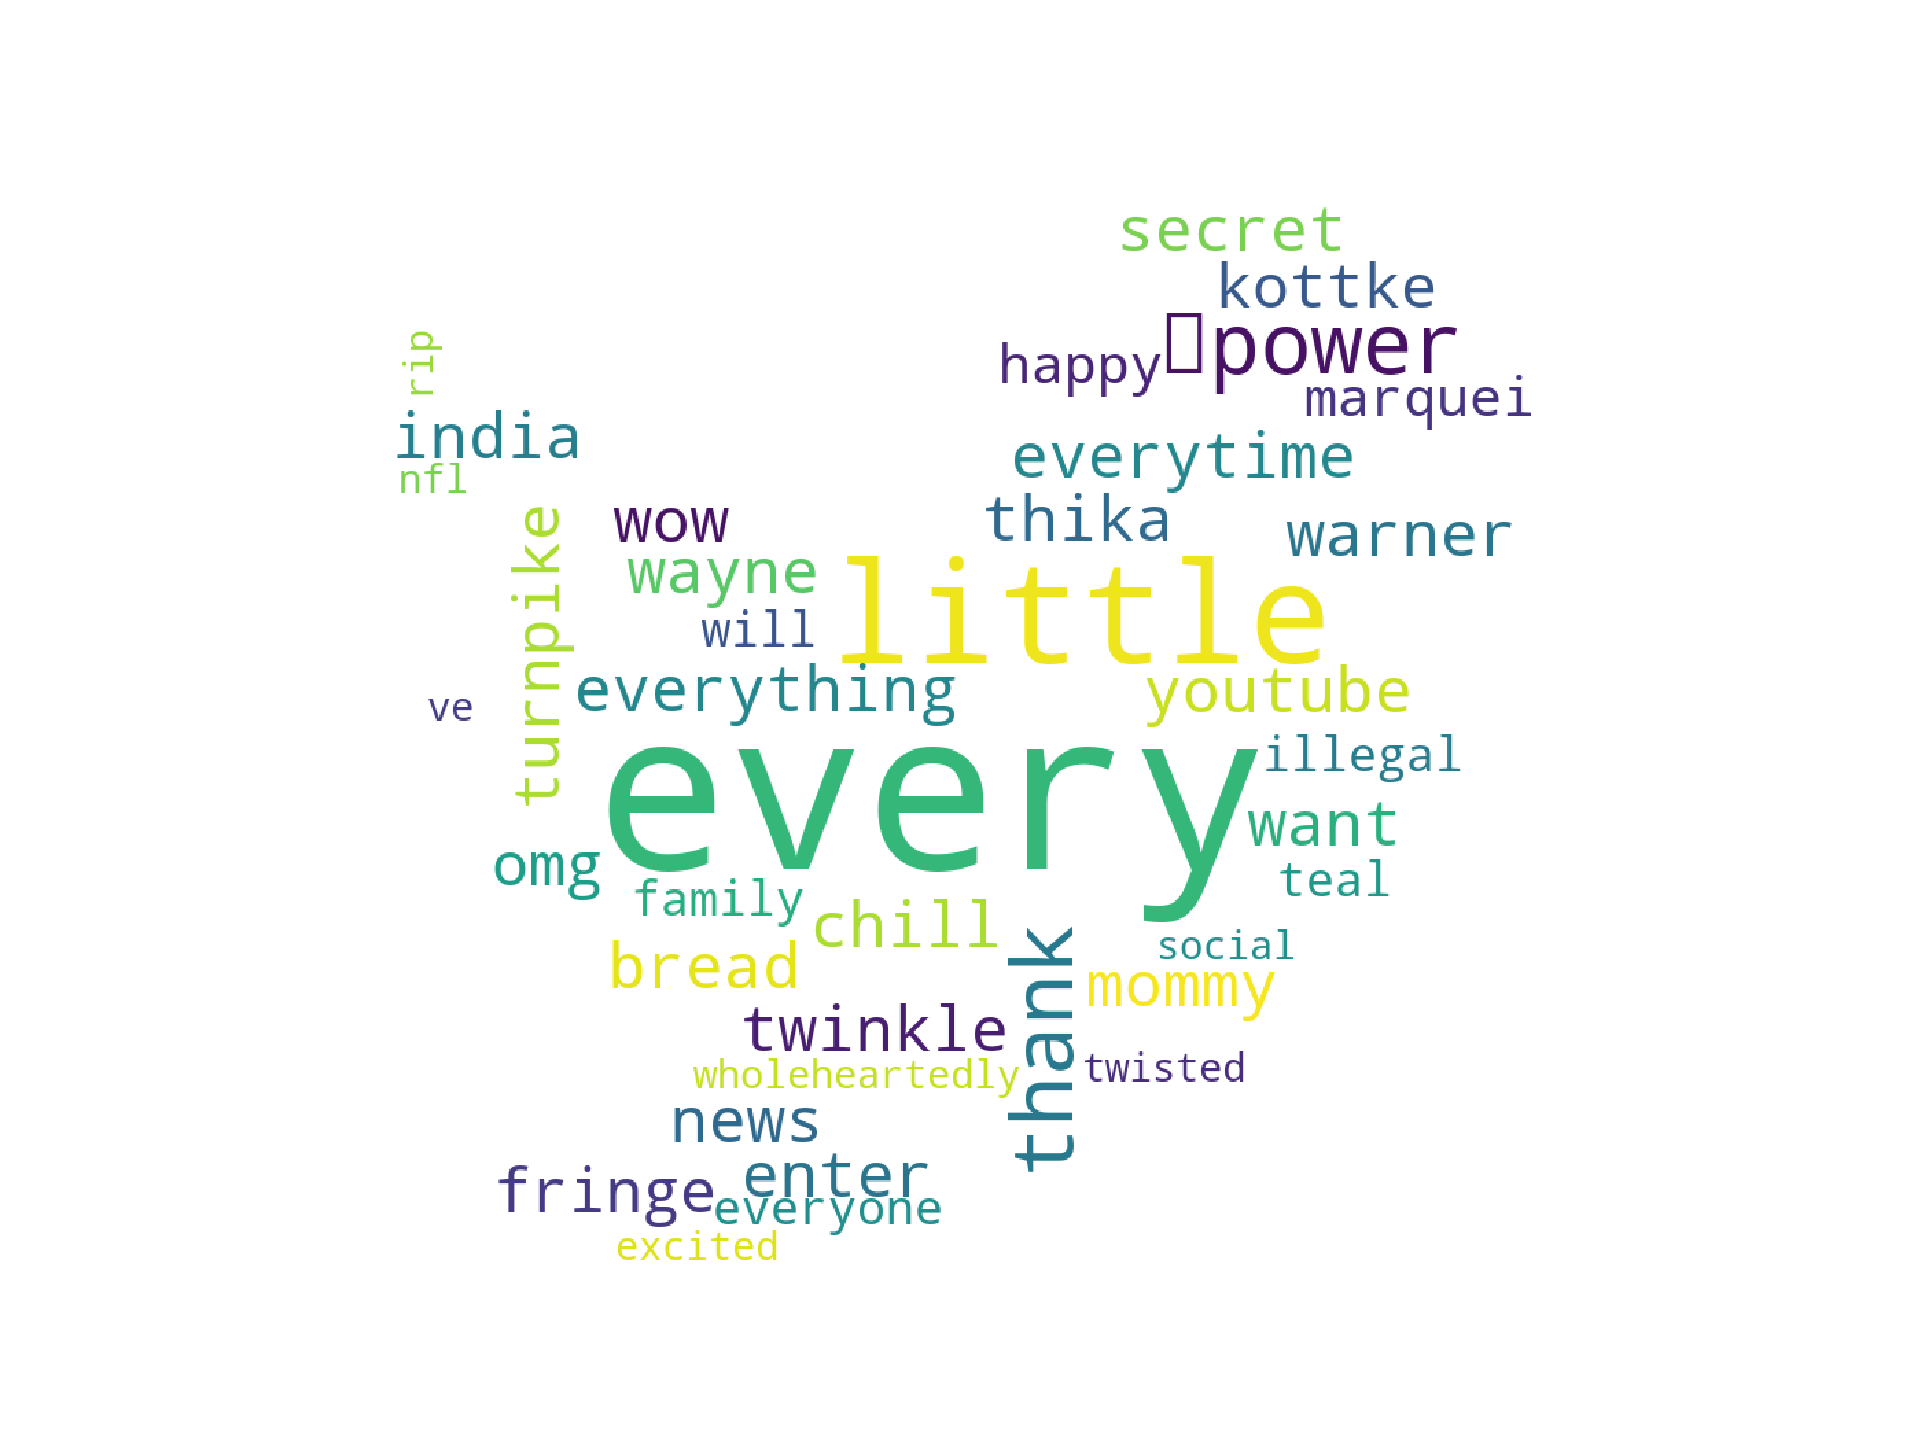 secret
kottke
power
happy
rip
marquei
india
everytime
nfl
wow
thika
warner
turnpike
wayne
little
will
everything
youtube
ve
every
illegal
want
omg
teal
family
chill
bread
social
thank
mommy
twinkle
wholeheartedly
twisted
news
enter
fringe
everyone
excited